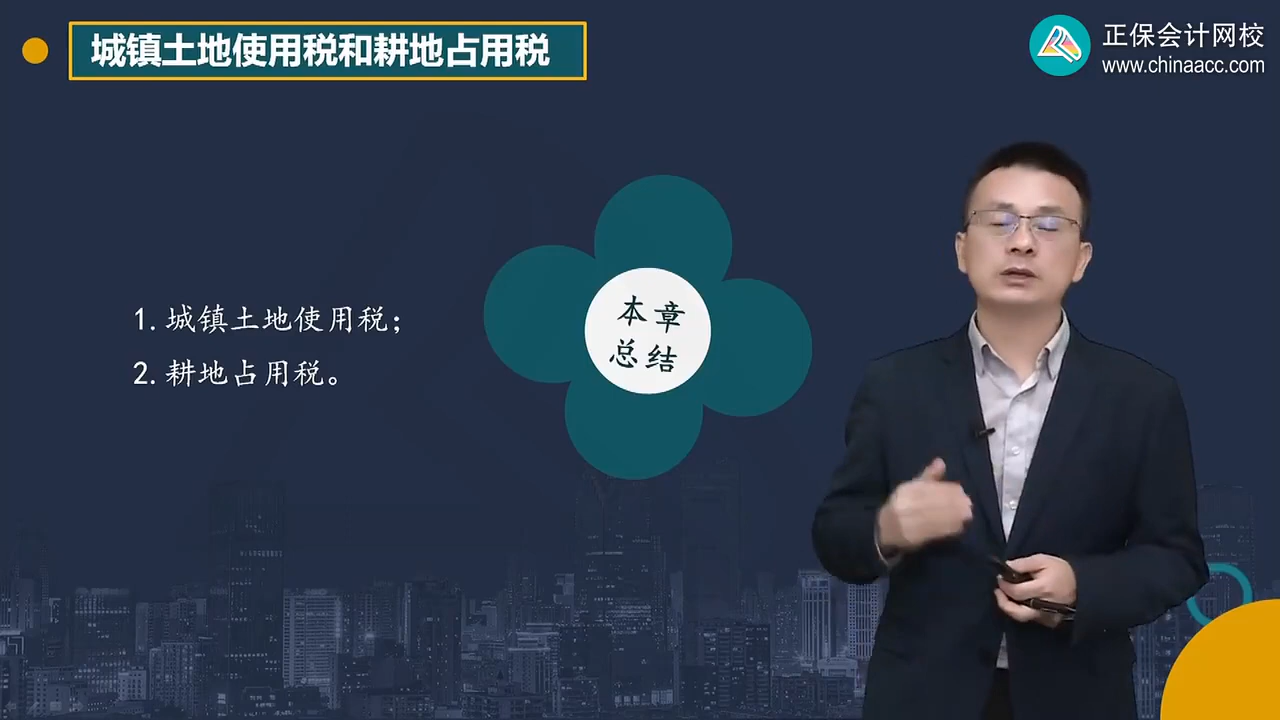 城镇土地使用税和耕地占用税
正保会计网校
www.chinaacc.com
1. 城镇土地使用税；
2. 耕地占用税。
本章
总结